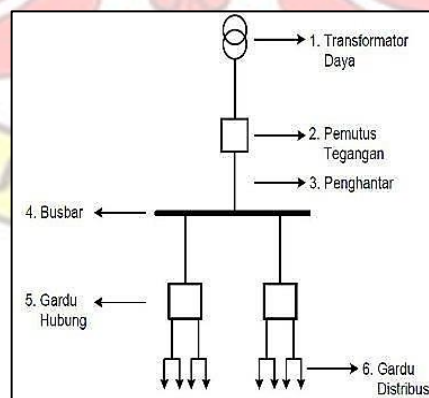 1. Transformator
Daya
2. Pemutus
Tegangan
3. Penghantar
4. Busbar
5. Gardu
Hubung
6. Gardu
Distribus